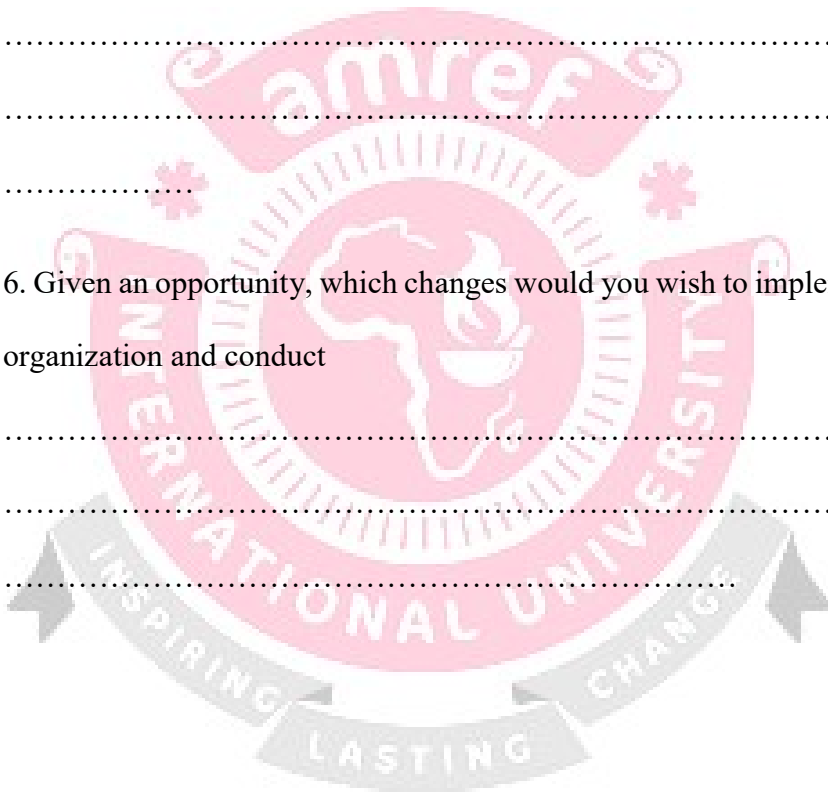 ……………………………………………………………………
……………………………………………………………………
………………
amref
6. Given an opportunity, which changes would you wish to imple
organization and conduct
……………………………………………………………………
……………………………………………………………………
……………………………………………………………
INTERNATIONAL UNIVERSITY
INSPIRING
LASTING
CHANGE